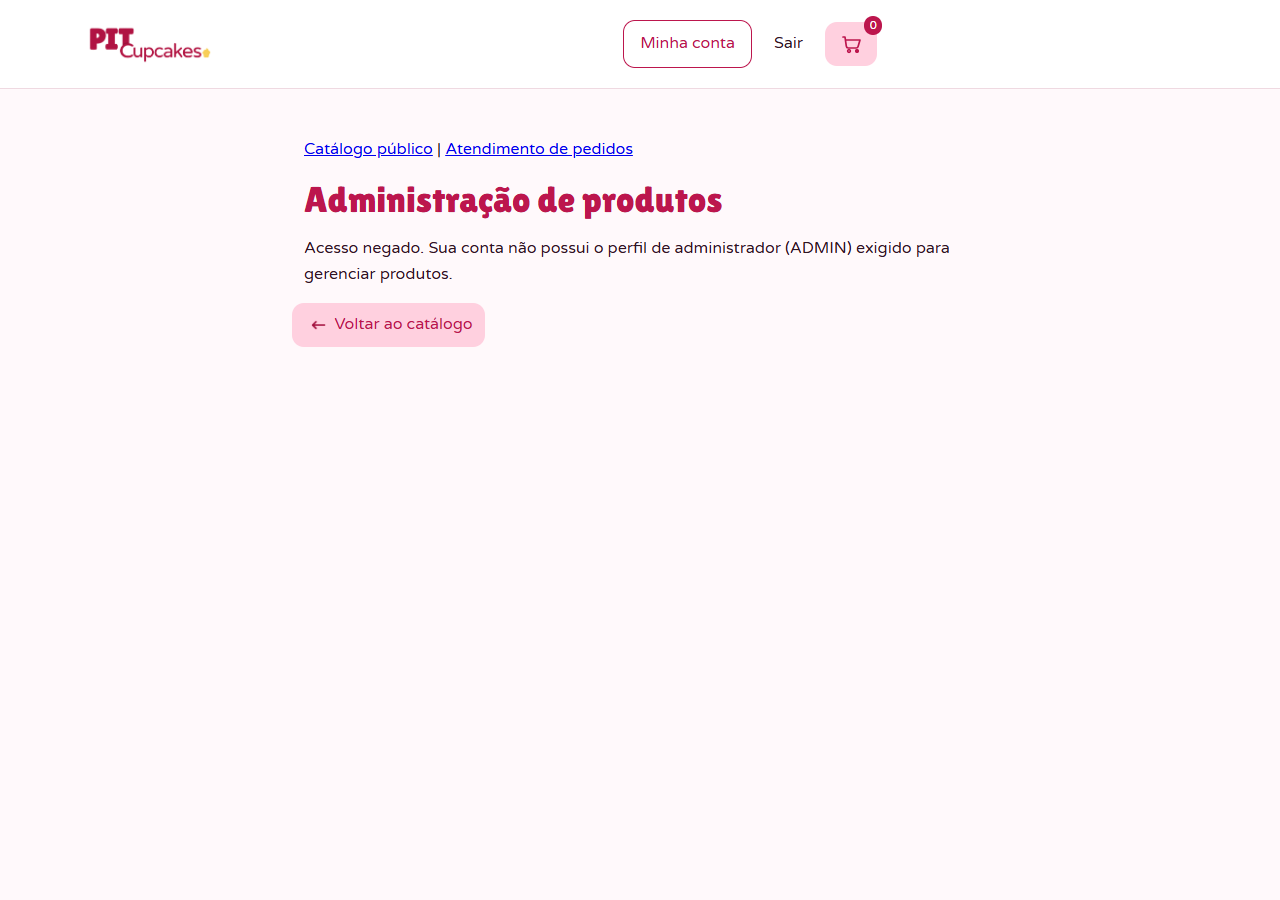 PIT
Cupcakes
Minha conta
Sair
0
Catálogo público | Atendimento de pedidos
Administração de produtos
Acesso negado. Sua conta não possui o perfil de administrador (ADMIN) exigido para
gerenciar produtos.
← Voltar ao catálogo